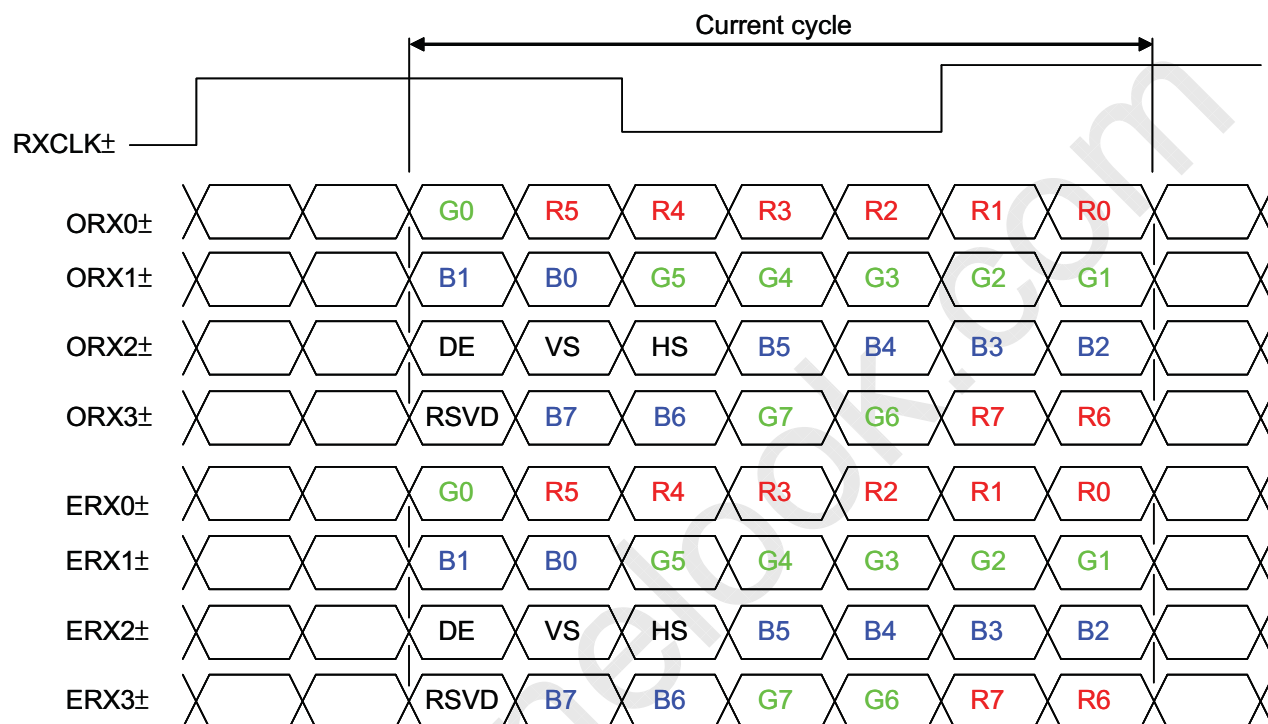 Current cycle
RXCLK±
ORX0± G0 R5 R4 R3 R2 R1 R0
ORX1± B1 B0 G5 G4 G3 G2 G1
ORX2± DE VS HS B5 B4 B3 B2
ORX3± RSVD B7 B6 G7 G6 R7 R6
ERX0± G0 R5 R4 R3 R2 R1 R0
ERX1± B1 B0 G5 G4 G3 G2 G1
ERX2± DE VS HS B5 B4 B3 B2
ERX3± RSVD B7 B6 G7 G6 R7 R6
nelook.com